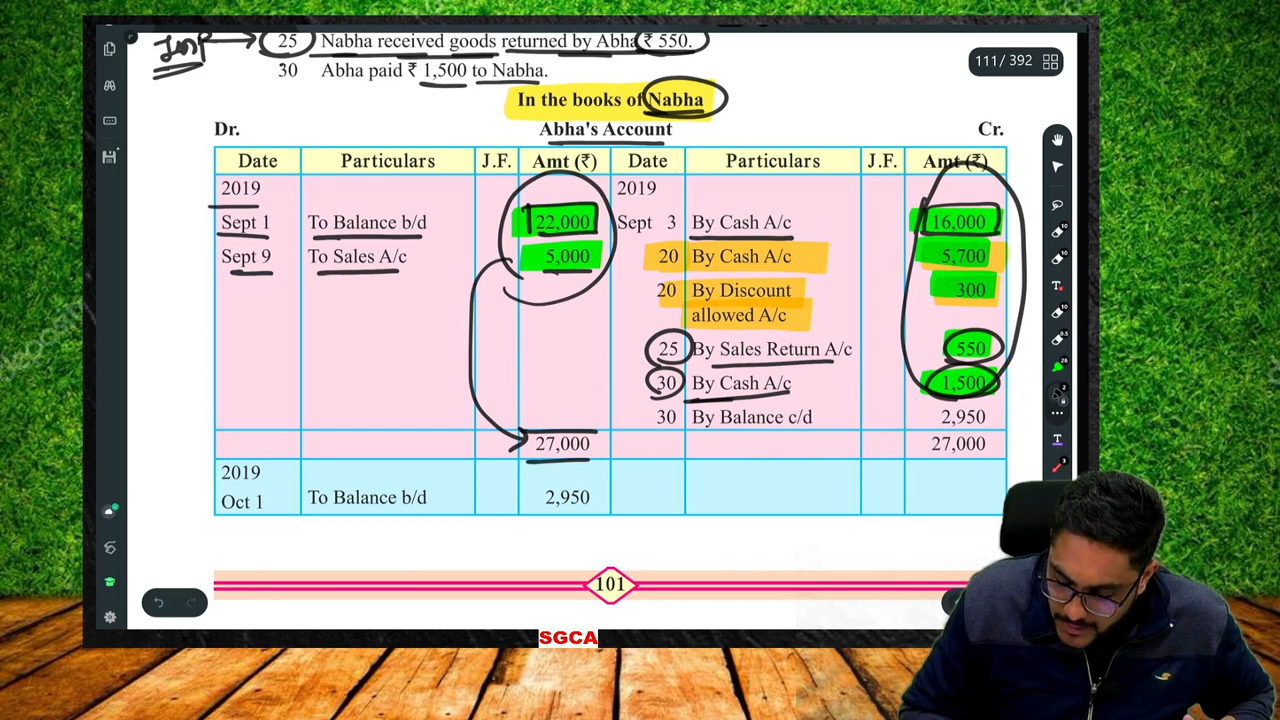 Imp → 25 Nabha received goods returned by Abha ₹ 550.
30 Abha paid ₹ 1,500 to Nabha.
111/ 392
In the books of Nabha
Dr. Abha's Account Cr.
Date Particulars J.F. Amt (₹) Date Particulars J.F. Amt (₹)
2019 2019
Sept 1 To Balance b/d 22,000 Sept 3 By Cash A/c 16,000
Sept 9 To Sales A/c 5,000 20 By Cash A/c 5,700
20 By Discount 300
allowed A/c
25 By Sales Return A/c 550
30 By Cash A/c 1,500
30 By Balance c/d 2,950
27,000 27,000
2019
Oct 1 To Balance b/d 2,950
101
SGCA